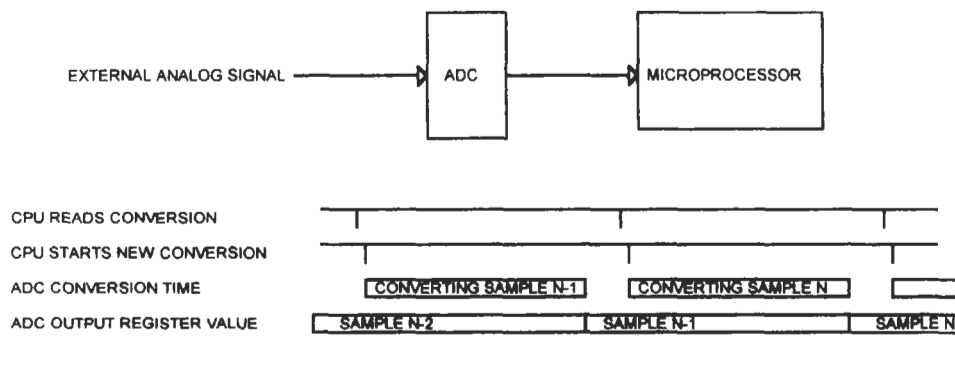 EXTERNAL ANALOG SIGNAL
ADC
MICROPROCESSOR
CPU READS CONVERSION
CPU STARTS NEW CONVERSION
ADC CONVERSION TIME
CONVERTING SAMPLE N-1
CONVERTING SAMPLE N
ADC OUTPUT REGISTER VALUE
SAMPLE N-2
SAMPLE N-1
SAMPLE N